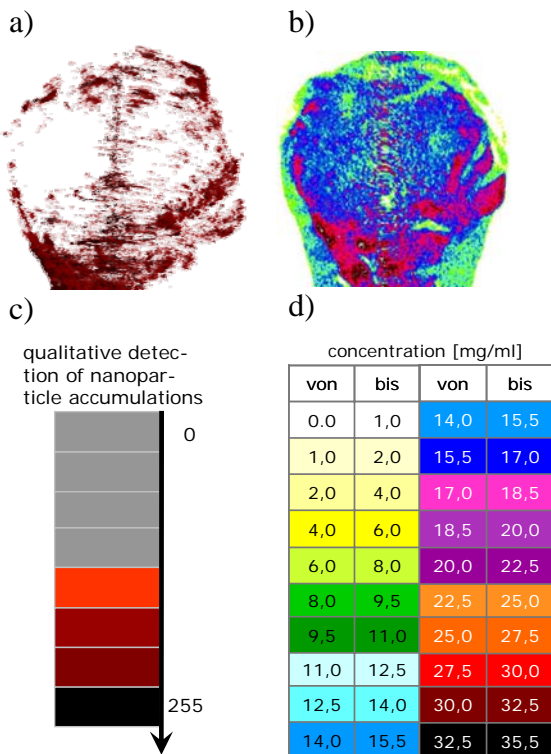 a)
b)
c)
d)
qualitative detec-
tion of nanopar-
ticle accumulations
0
255
concentration [mg/ml]
von bis von bis
0.0 1,0 14,0 15,5
1,0 2,0 15,5 17,0
2,0 4,0 17,0 18,5
4,0 6,0 18,5 20,0
6,0 8,0 20,0 22,5
8,0 9,5 22,5 25,0
9,5 11,0 25,0 27,5
11,0 12,5 27,5 30,0
12,5 14,0 30,0 32,5
14,0 15,5 32,5 35,5